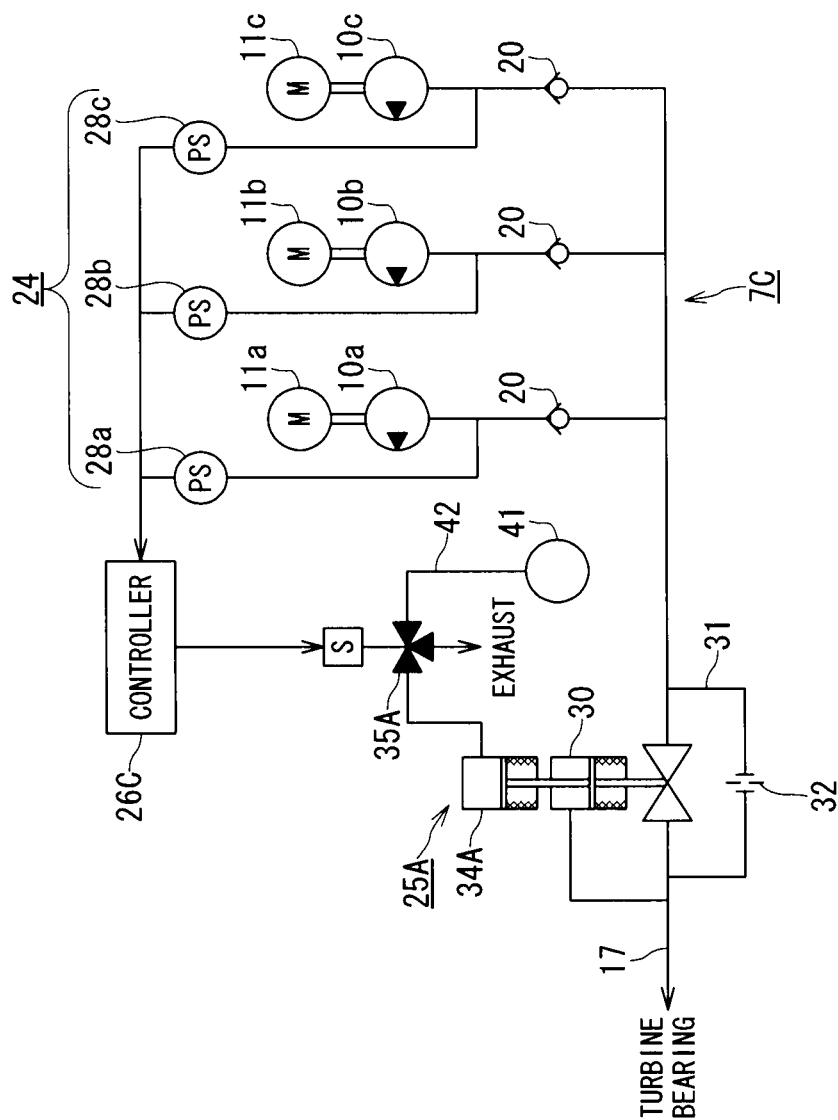 24
28a
28b
28c
PS
PS
PS
11a
11b
11c
M
M
M
10a
10b
10c
20
20
20
CONTROLLER
26C
S
35A
EXHAUST
42
41
25A
34A
30
31
32
17
7C
TURBINE
BEARING